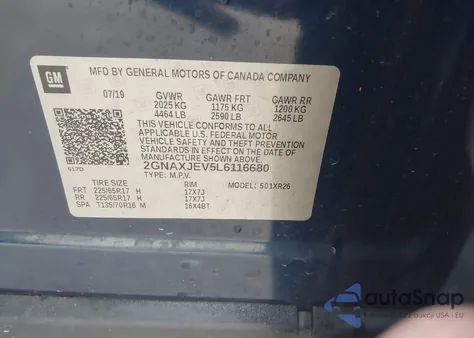 GM
MFD BY GENERAL MOTORS OF CANADA COMPANY
07/19 GVWR GAWR FRT GAWR RR
2025 KG 1175 KG 1200 KG
4464 LB 2590 LB 2645 LB
THIS VEHICLE CONFORMS TO ALL
APPLICABLE U.S. FEDERAL MOTOR
VEHICLE SAFETY AND THEFT
PREVENTION STANDARDS IN EFFECT
ON THE DATE OF MANUFACTURE
SHOWN ABOVE.
617D 2GNAXJEV5L6116680
TYPE: M.P.V. MODEL: 501XR26
TIRE SIZE RIM
FRT 225/65R17 H 17X7J
RR 225/65R17 H 17X7J
SPA T135/70R16 M 16X4BT
autoSnap
USA - EU